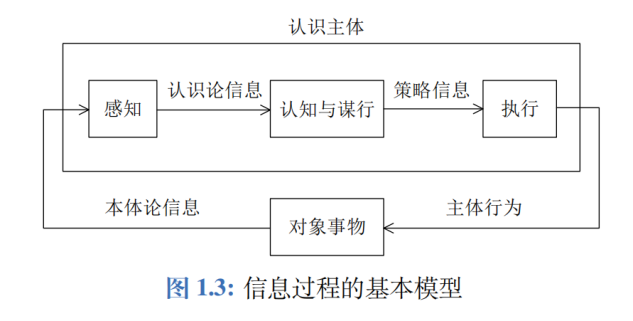 认识主体
感知
认识论信息
认知与谋行
策略信息
执行
本体论信息
对象事物
主体行为
图 1.3: 信息过程的基本模型